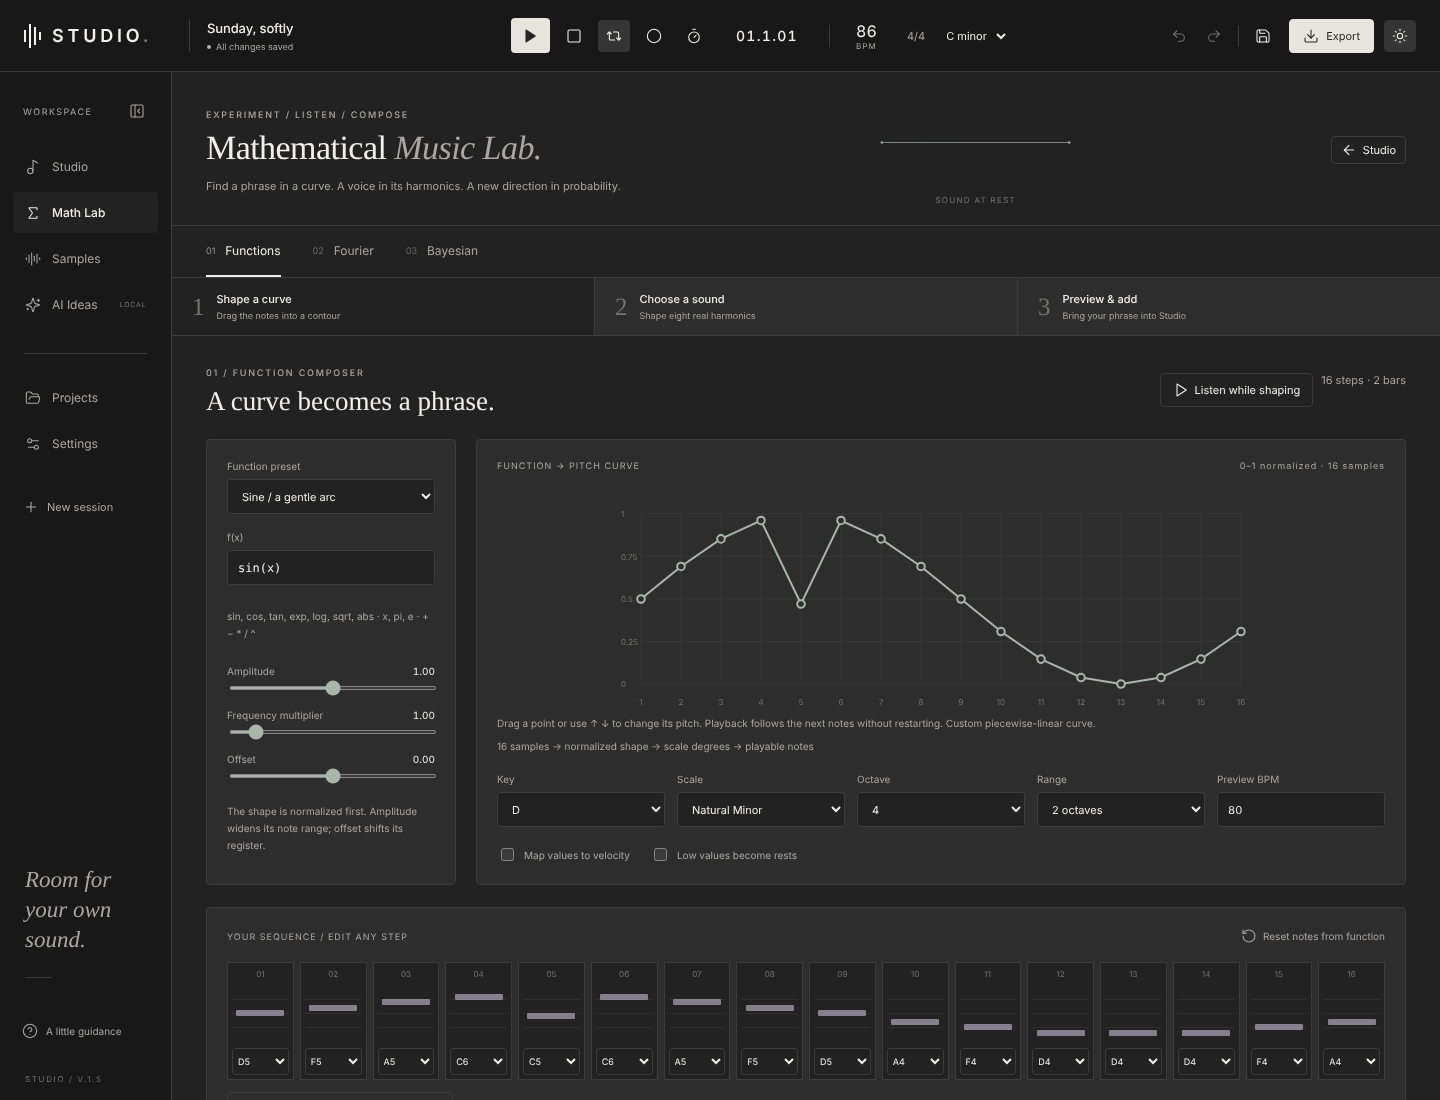 STUDIO.
Sunday, softly
All changes saved
01.1.01
86
BPM
4/4
C minor
Export
WORKSPACE
Studio
Math Lab
Samples
AI Ideas LOCAL
Projects
Settings
New session
Room for
your own
sound.
A little guidance
STUDIO / V.1.5
EXPERIMENT / LISTEN / COMPOSE
Mathematical Music Lab.
Find a phrase in a curve. A voice in its harmonics. A new direction in probability.
SOUND AT REST
Studio
01 Functions 02 Fourier 03 Bayesian
1 Shape a curve
Drag the notes into a contour
2 Choose a sound
Shape eight real harmonics
3 Preview & add
Bring your phrase into Studio
01 / FUNCTION COMPOSER
A curve becomes a phrase.
Listen while shaping
16 steps · 2 bars
Function preset
Sine / a gentle arc
f(x)
sin(x)
sin, cos, tan, exp, log, sqrt, abs · x, pi, e · +
− * / ^
Amplitude 1.00
Frequency multiplier 1.00
Offset 0.00
The shape is normalized first. Amplitude
widens its note range; offset shifts its
register.
FUNCTION → PITCH CURVE
0–1 normalized · 16 samples
1
0.75
0.5
0.25
0
1 2 3 4 5 6 7 8 9 10 11 12 13 14 15 16
Drag a point or use ↑ ↓ to change its pitch. Playback follows the next notes without restarting. Custom piecewise-linear curve.
16 samples → normalized shape → scale degrees → playable notes
Key Scale Octave Range Preview BPM
D Natural Minor 4 2 octaves 80
Map values to velocity Low values become rests
YOUR SEQUENCE / EDIT ANY STEP
Reset notes from function
01 02 03 04 05 06 07 08 09 10 11 12 13 14 15 16
D5 F5 A5 C6 C5 C6 A5 F5 D5 A4 F4 D4 D4 D4 F4 A4